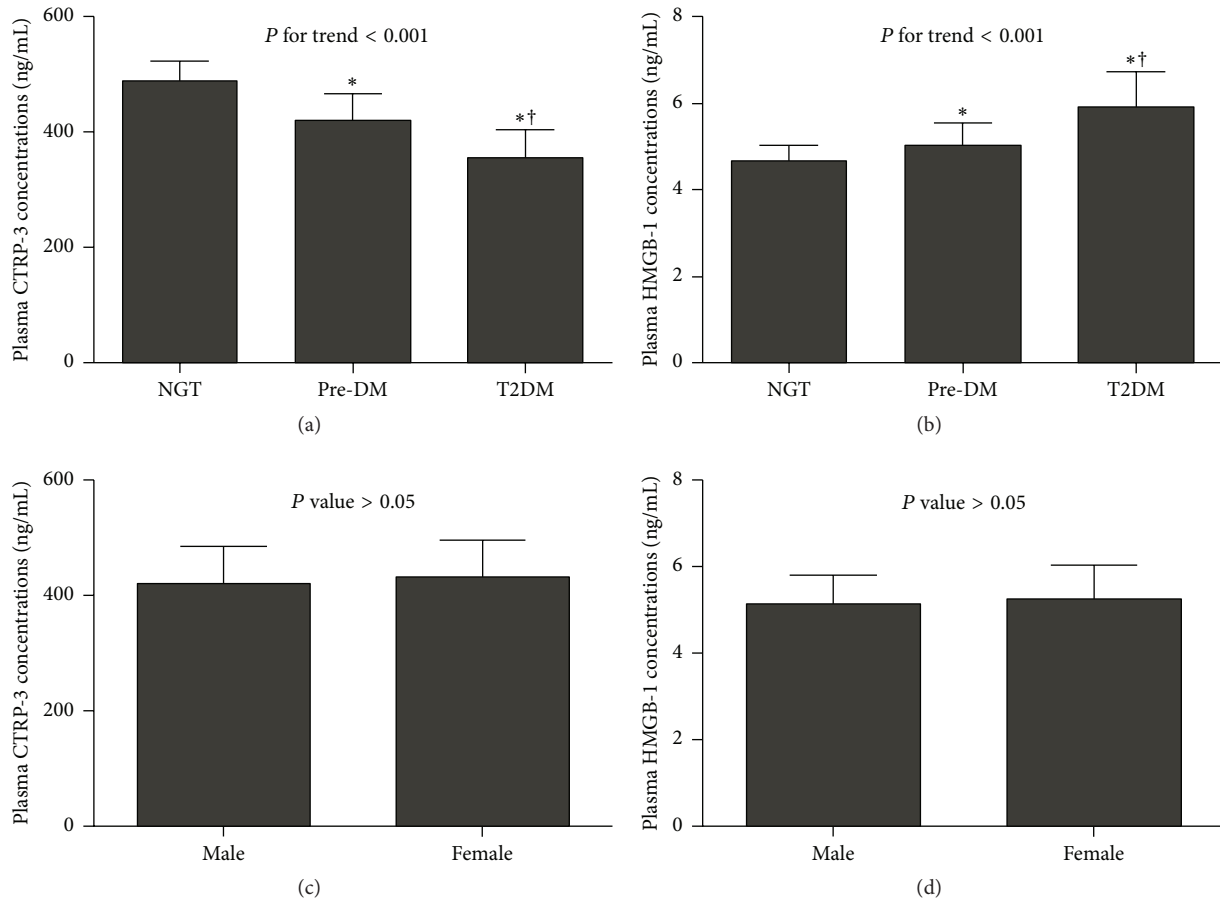 Plasma CTRP-3 concentrations (ng/mL)
600
400
200
0
P for trend < 0.001
*
*†
NGT
Pre-DM
T2DM
(a)
Plasma HMGB-1 concentrations (ng/mL)
8
6
4
2
0
P for trend < 0.001
*
*†
NGT
Pre-DM
T2DM
(b)
Plasma CTRP-3 concentrations (ng/mL)
600
400
200
0
P value > 0.05
Male
Female
(c)
Plasma HMGB-1 concentrations (ng/mL)
8
6
4
2
0
P value > 0.05
Male
Female
(d)